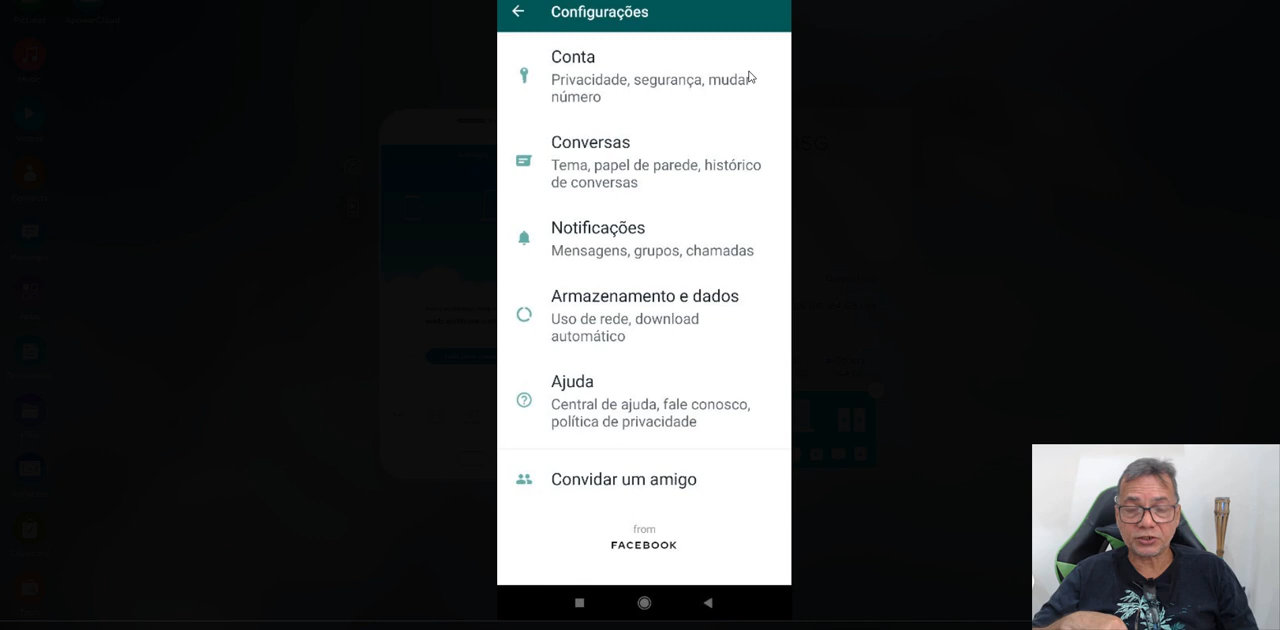 Configurações
Conta
Privacidade, segurança, mudar
número
Conversas
Tema, papel de parede, histórico
de conversas
Notificações
Mensagens, grupos, chamadas
Armazenamento e dados
Uso de rede, download
automático
Ajuda
Central de ajuda, fale conosco,
política de privacidade
Convidar um amigo
from
FACEBOOK